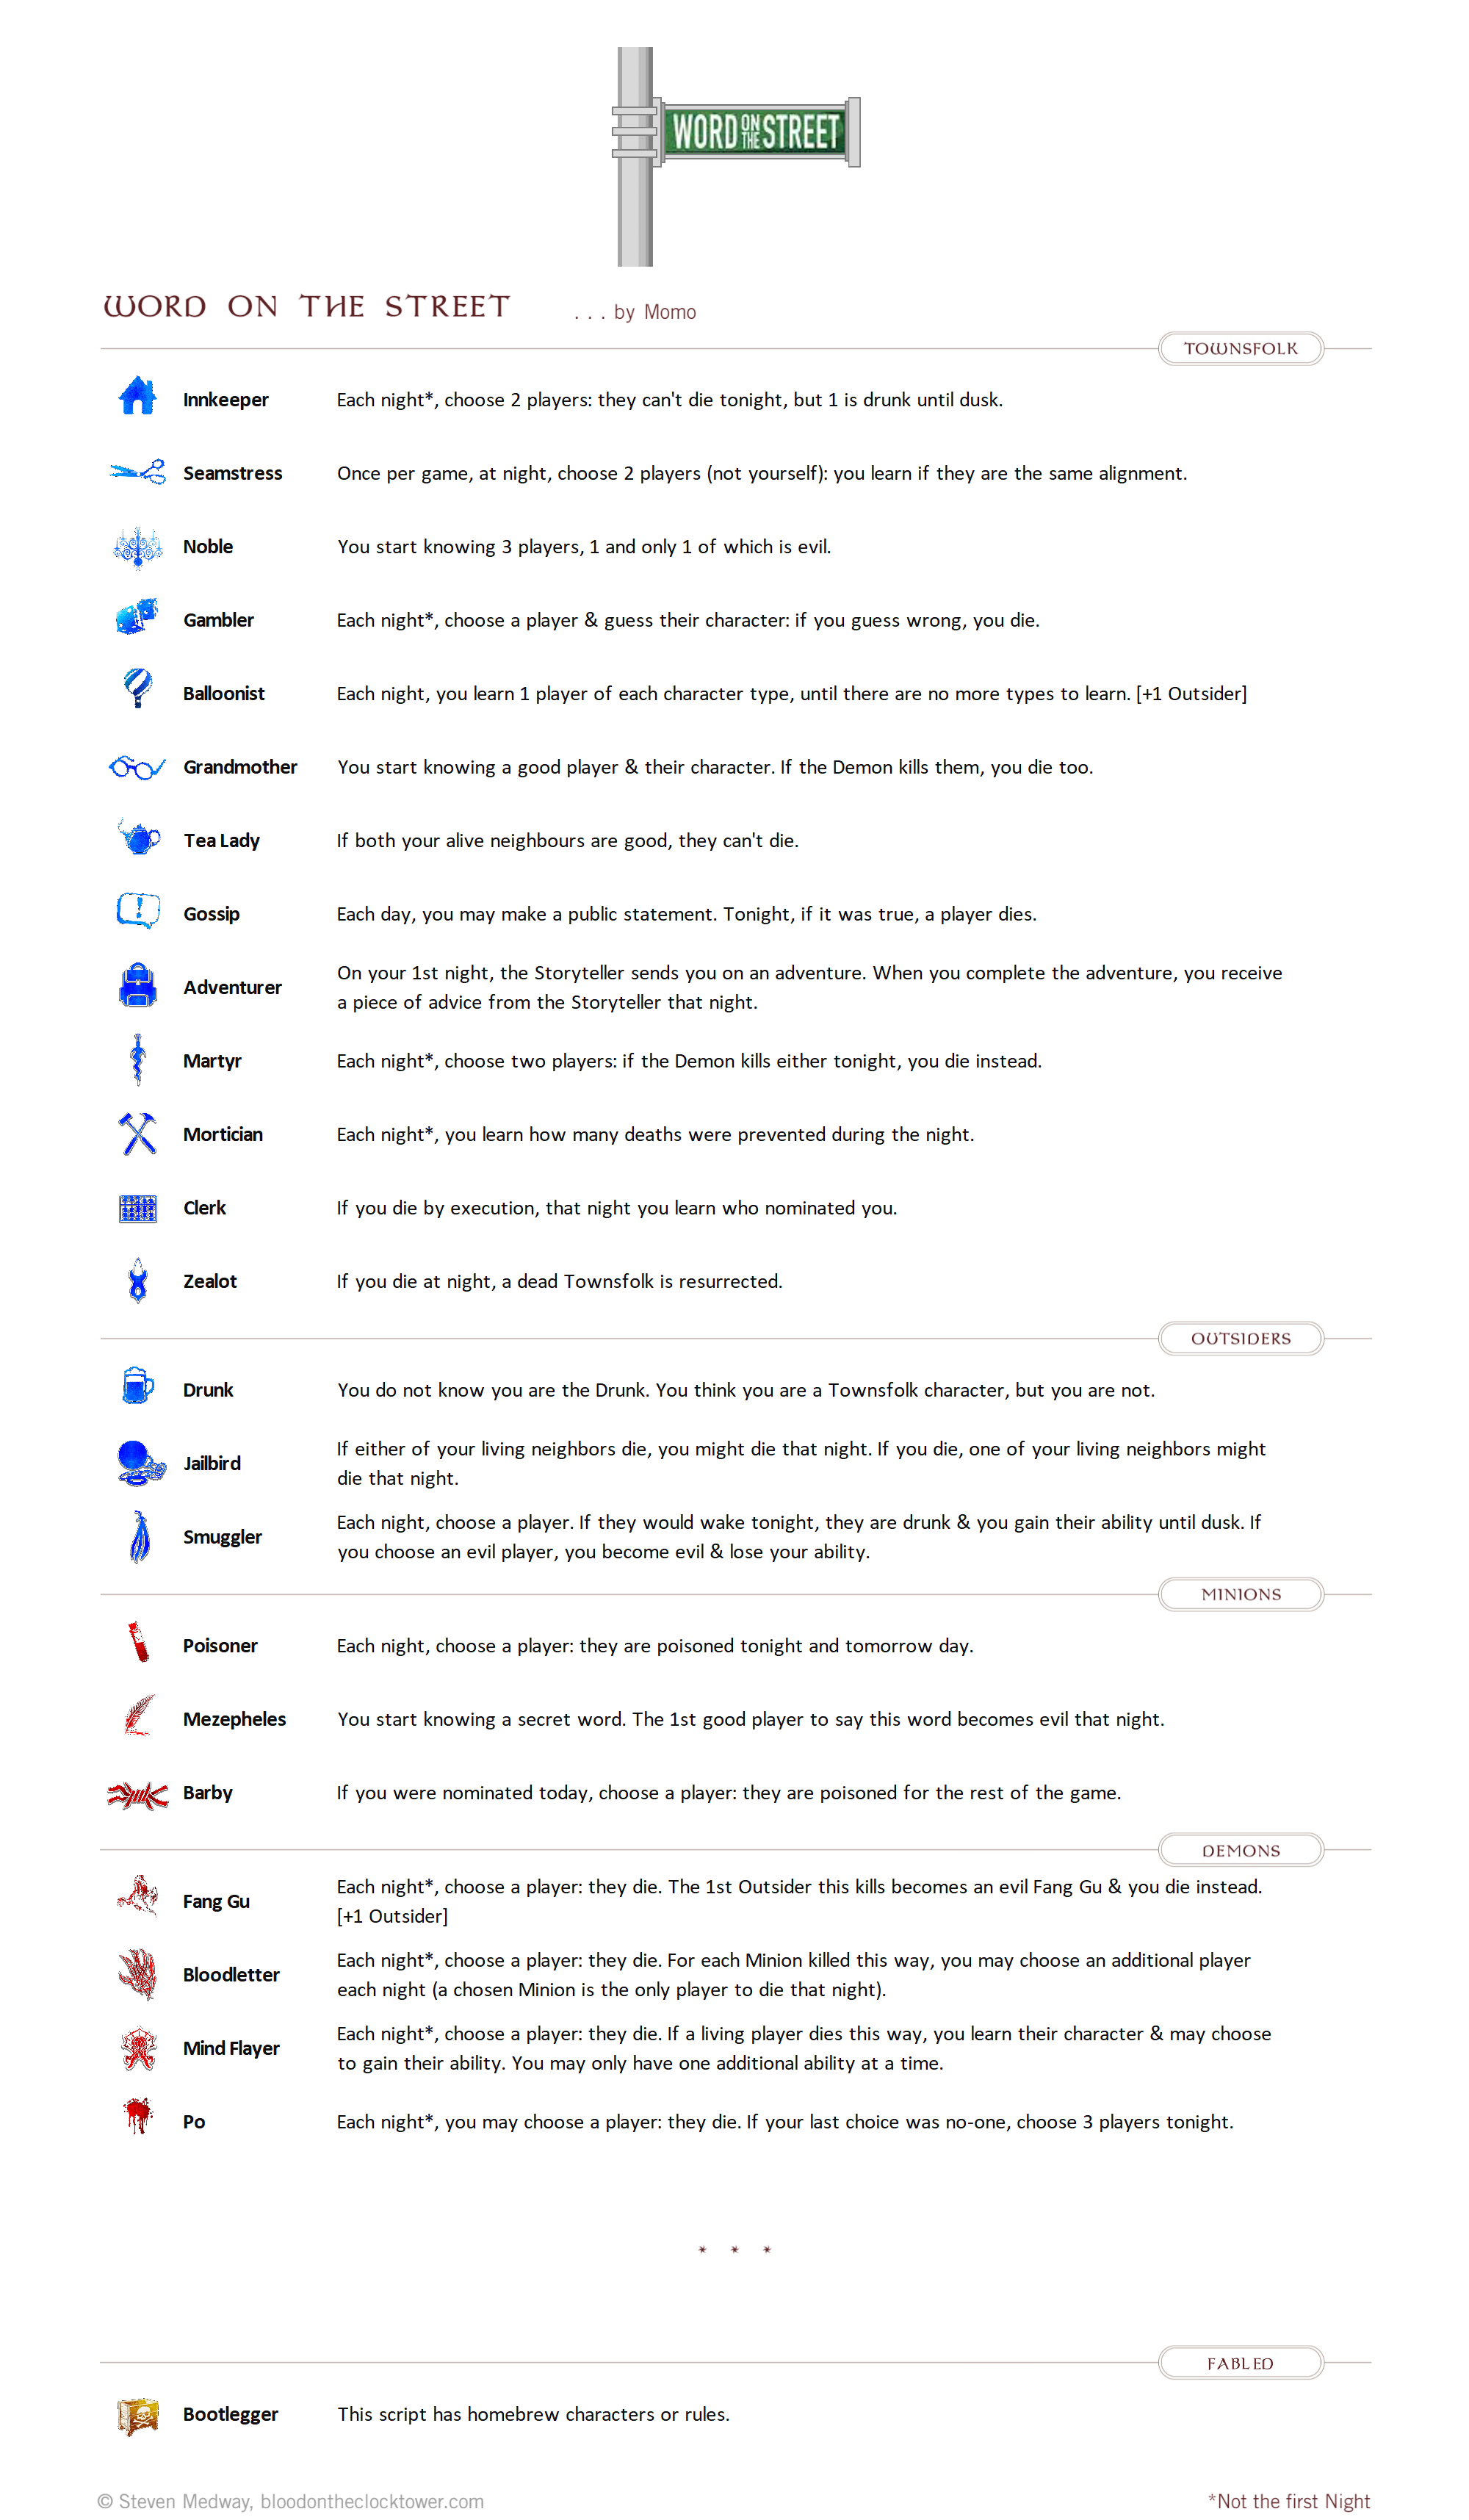 WORD ON THE STREET
WORD ON THE STREET ... by Momo
TOWNSFOLK
Innkeeper Each night*, choose 2 players: they can't die tonight, but 1 is drunk until dusk.
Seamstress Once per game, at night, choose 2 players (not yourself): you learn if they are the same alignment.
Noble You start knowing 3 players, 1 and only 1 of which is evil.
Gambler Each night*, choose a player & guess their character: if you guess wrong, you die.
Balloonist Each night, you learn 1 player of each character type, until there are no more types to learn. [+1 Outsider]
Grandmother You start knowing a good player & their character. If the Demon kills them, you die too.
Tea Lady If both your alive neighbours are good, they can't die.
Gossip Each day, you may make a public statement. Tonight, if it was true, a player dies.
Adventurer On your 1st night, the Storyteller sends you on an adventure. When you complete the adventure, you receive
a piece of advice from the Storyteller that night.
Martyr Each night*, choose two players: if the Demon kills either tonight, you die instead.
Mortician Each night*, you learn how many deaths were prevented during the night.
Clerk If you die by execution, that night you learn who nominated you.
Zealot If you die at night, a dead Townsfolk is resurrected.
OUTSIDERS
Drunk You do not know you are the Drunk. You think you are a Townsfolk character, but you are not.
Jailbird If either of your living neighbors die, you might die that night. If you die, one of your living neighbors might
die that night.
Smuggler Each night, choose a player. If they would wake tonight, they are drunk & you gain their ability until dusk. If
you choose an evil player, you become evil & lose your ability.
MINIONS
Poisoner Each night, choose a player: they are poisoned tonight and tomorrow day.
Mezepheles You start knowing a secret word. The 1st good player to say this word becomes evil that night.
Barby If you were nominated today, choose a player: they are poisoned for the rest of the game.
DEMONS
Fang Gu Each night*, choose a player: they die. The 1st Outsider this kills becomes an evil Fang Gu & you die instead.
[+1 Outsider]
Bloodletter Each night*, choose a player: they die. For each Minion killed this way, you may choose an additional player
each night (a chosen Minion is the only player to die that night).
Mind Flayer Each night*, choose a player: they die. If a living player dies this way, you learn their character & may choose
to gain their ability. You may only have one additional ability at a time.
Po Each night*, you may choose a player: they die. If your last choice was no-one, choose 3 players tonight.
* * *
FABLED
Bootlegger This script has homebrew characters or rules.
© Steven Medway, bloodontheclocktower.com *Not the first Night